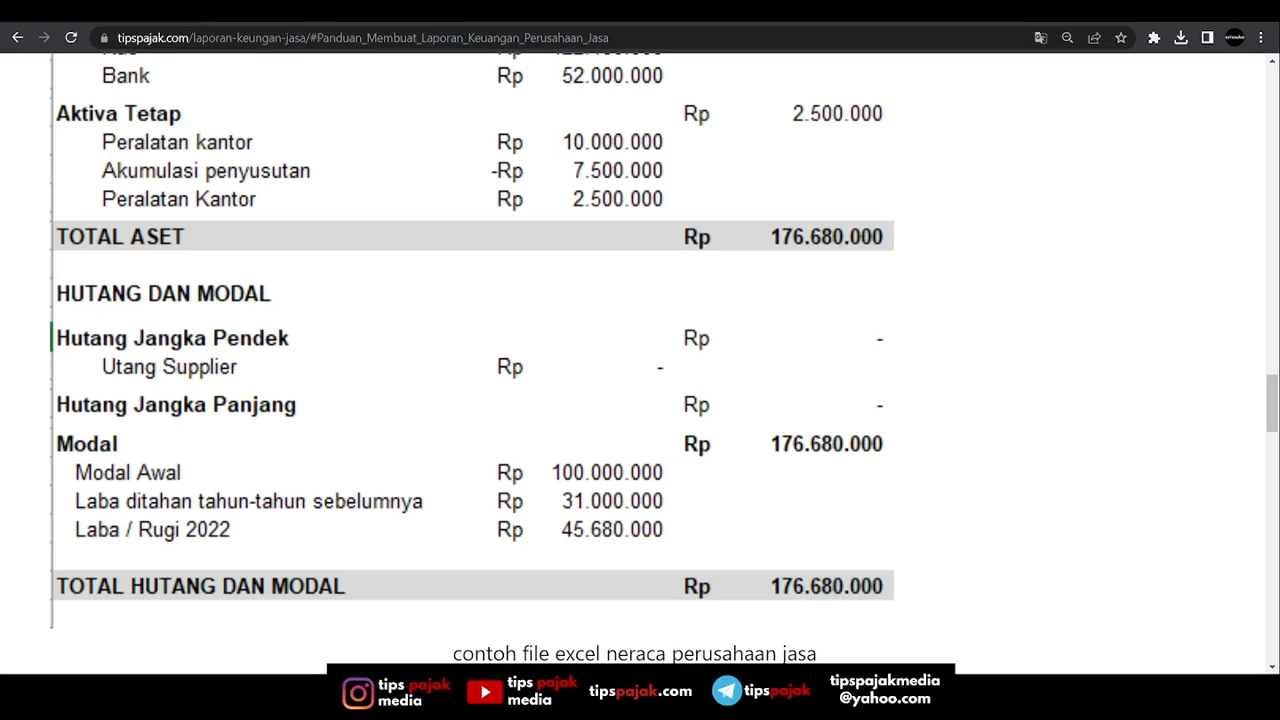 tipspajak.com/laporan-keungan-jasa/#Panduan_Membuat_Laporan_Keuangan_Perusahaan_Jasa
Bank Rp 52.000.000
Aktiva Tetap Rp 2.500.000
Peralatan kantor Rp 10.000.000
Akumulasi penyusutan -Rp 7.500.000
Peralatan Kantor Rp 2.500.000
TOTAL ASET Rp 176.680.000
HUTANG DAN MODAL
Hutang Jangka Pendek Rp -
Utang Supplier Rp -
Hutang Jangka Panjang Rp -
Modal Rp 176.680.000
Modal Awal Rp 100.000.000
Laba ditahan tahun-tahun sebelumnya Rp 31.000.000
Laba / Rugi 2022 Rp 45.680.000
TOTAL HUTANG DAN MODAL Rp 176.680.000
contoh file excel neraca perusahaan jasa
tips pajak media
tips pajak media
tipspajak.com
tipspajak
tipspajakmedia
@yahoo.com